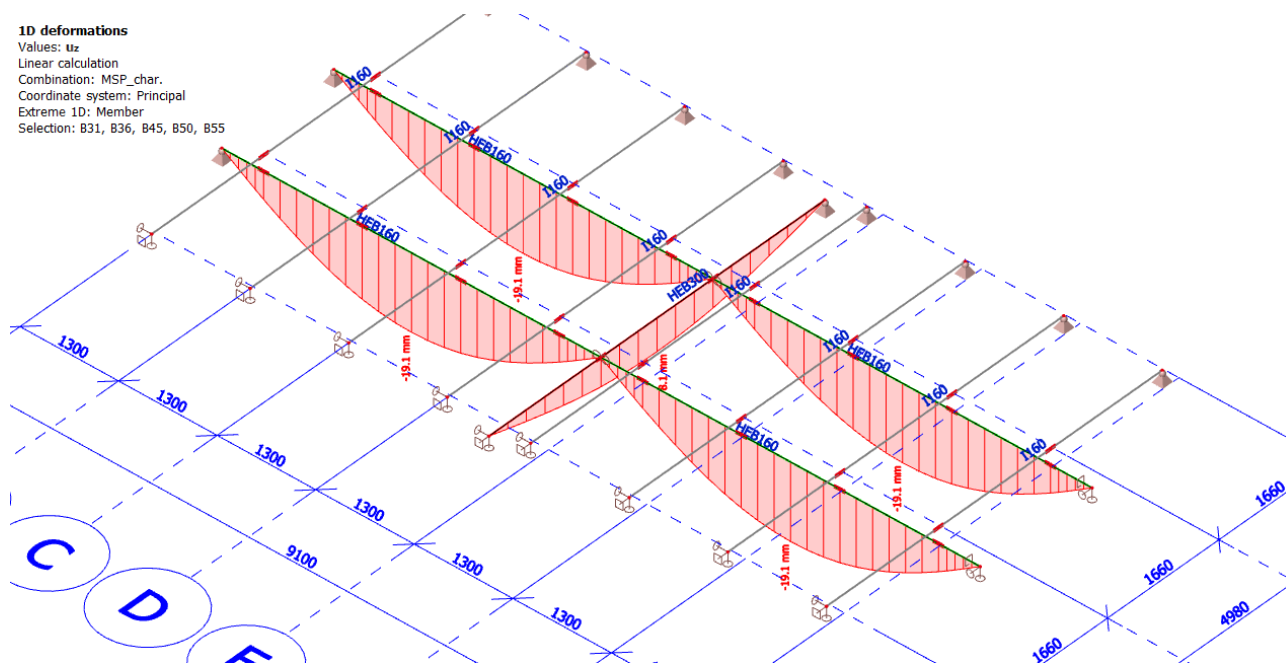 1D deformations
Values: uz
Linear calculation
Combination: MSP_char.
Coordinate system: Principal
Extreme 1D: Member
Selection: B31, B36, B45, B50, B55
I160
I160
HEB160
I160
I160
HEB160
-19.1 mm
HEB300
I160
-19.1 mm
8.1 mm
I160
HEB160
I160
HEB160
I160
-19.1 mm
-19.1 mm
1300
1300
1300
1300
1300
1300
9100
1660
1660
1660
4980
C
D